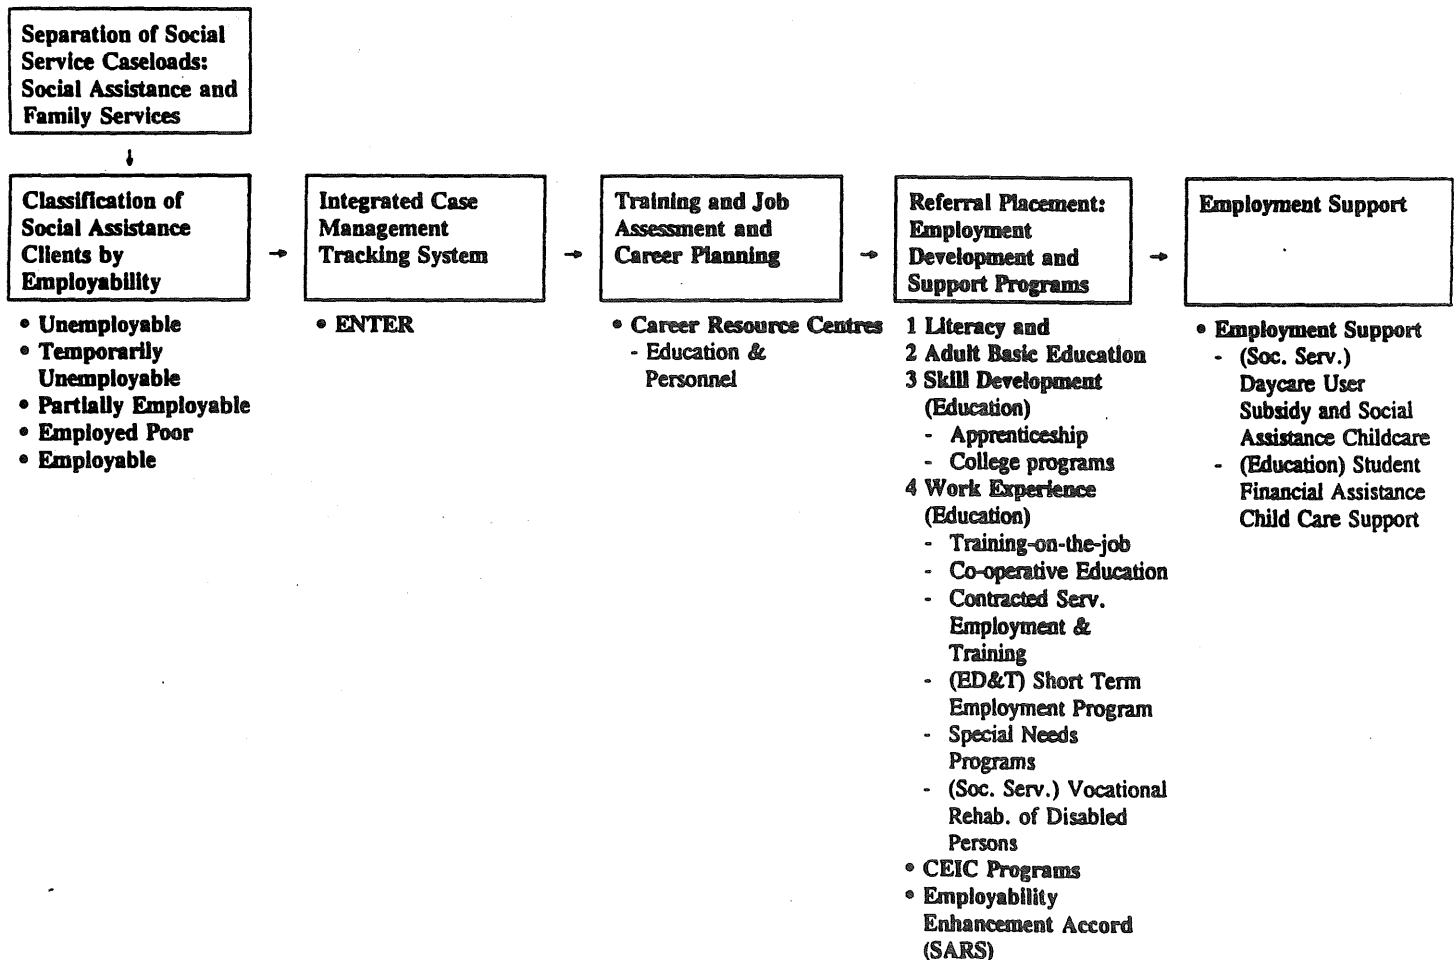 Separation of Social
Service Caseloads:
Social Assistance and
Family Services
↓
Classification of
Social Assistance
Clients by
Employability
→
Integrated Case
Management
Tracking System
→
Training and Job
Assessment and
Career Planning
→
Referral Placement:
Employment
Development and
Support Programs
→
Employment Support
• Unemployable
• Temporarily
Unemployable
• Partially Employable
• Employed Poor
• Employable
• ENTER
• Career Resource Centres
- Education &
Personnel
1 Literacy and
2 Adult Basic Education
3 Skill Development
(Education)
- Apprenticeship
- College programs
4 Work Experience
(Education)
- Training-on-the-job
- Co-operative Education
- Contracted Serv.
Employment &
Training
- (ED&T) Short Term
Employment Program
- Special Needs
Programs
- (Soc. Serv.) Vocational
Rehab. of Disabled
Persons
• CEIC Programs
• Employability
Enhancement Accord
(SARS)
• Employment Support
- (Soc. Serv.)
Daycare User
Subsidy and Social
Assistance Childcare
- (Education) Student
Financial Assistance
Child Care Support